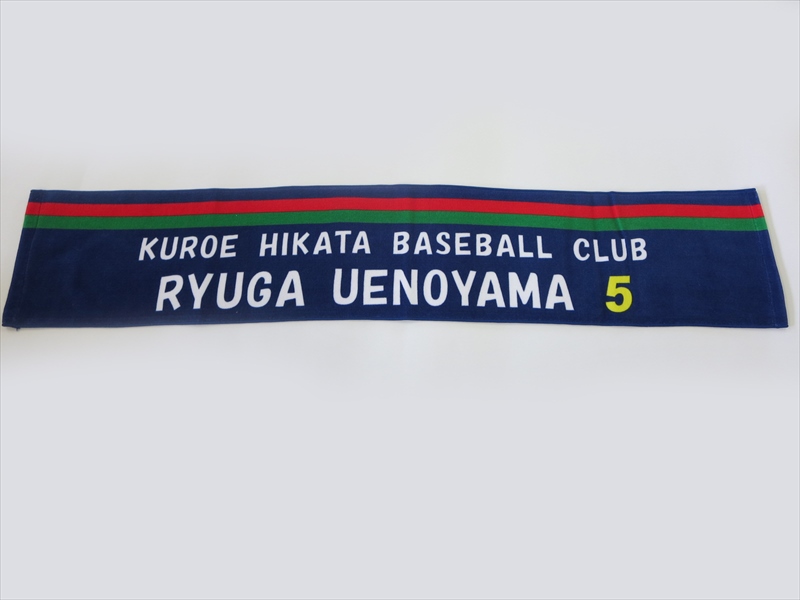 KUROE HIKATA BASEBALL CLUB
RYUGA UENOYAMA 5